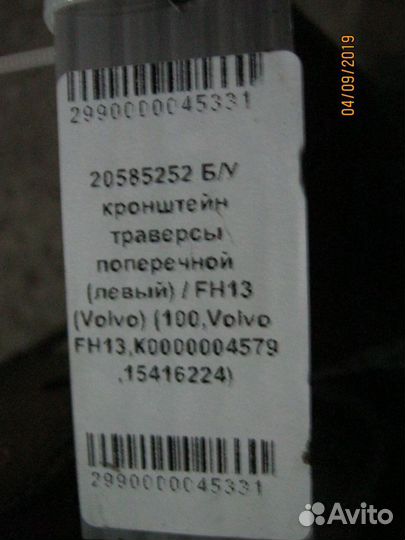 04/09/2019
2990000045331
20585252 Б/У
кронштейн
траверсы
поперечной
(левый) / FH13
(Volvo) (100,Volvo
FH13,K0000004579
,15416224)
2990000045331
Avito